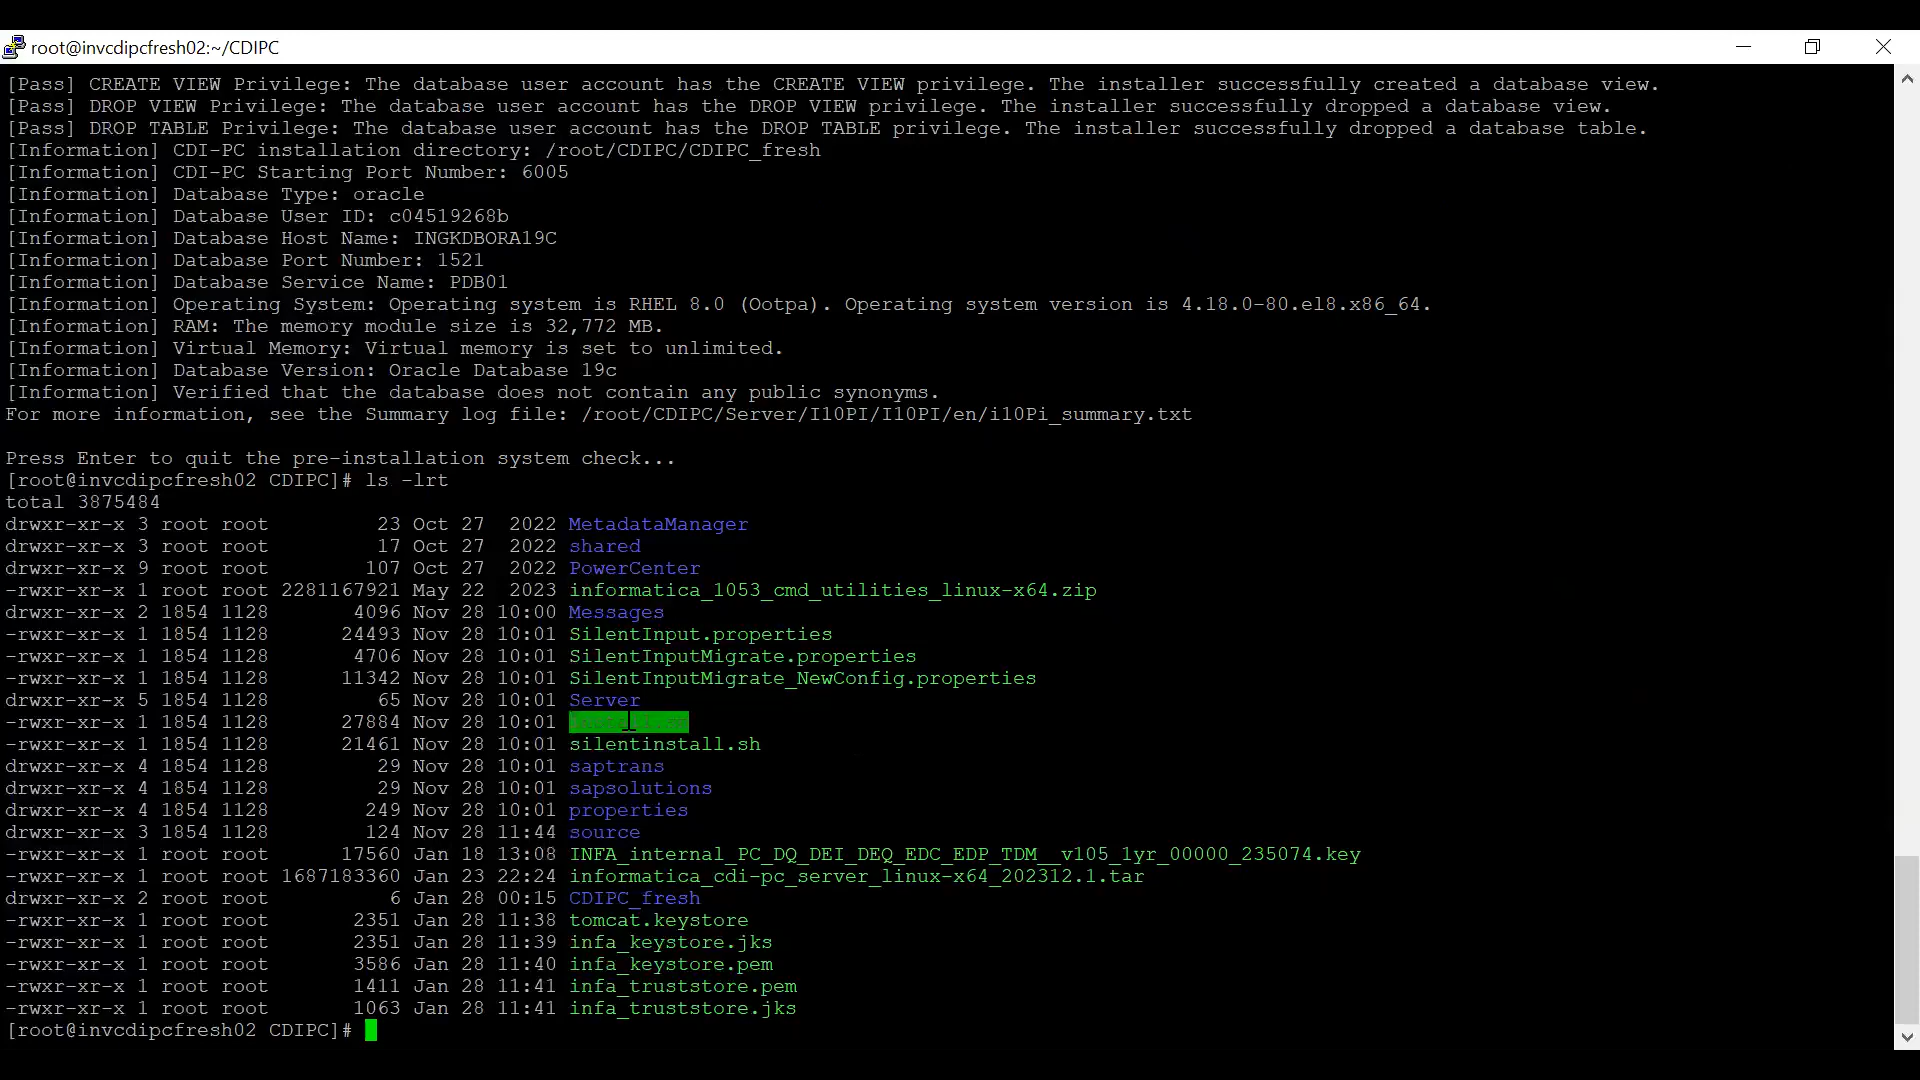 root@invcdipcfresh02:~/CDIPC
[Pass] CREATE VIEW Privilege: The database user account has the CREATE VIEW privilege. The installer successfully created a database view.
[Pass] DROP VIEW Privilege: The database user account has the DROP VIEW privilege. The installer successfully dropped a database view.
[Pass] DROP TABLE Privilege: The database user account has the DROP TABLE privilege. The installer successfully dropped a database table.
[Information] CDI-PC installation directory: /root/CDIPC/CDIPC_fresh
[Information] CDI-PC Starting Port Number: 6005
[Information] Database Type: oracle
[Information] Database User ID: c04519268b
[Information] Database Host Name: INGKDBORA19C
[Information] Database Port Number: 1521
[Information] Database Service Name: PDB01
[Information] Operating System: Operating system is RHEL 8.0 (Ootpa). Operating system version is 4.18.0-80.el8.x86_64.
[Information] RAM: The memory module size is 32,772 MB.
[Information] Virtual Memory: Virtual memory is set to unlimited.
[Information] Database Version: Oracle Database 19c
[Information] Verified that the database does not contain any public synonyms.
For more information, see the Summary log file: /root/CDIPC/Server/I10PI/I10PI/en/i10Pi_summary.txt
Press Enter to quit the pre-installation system check...
[root@invcdipcfresh02 CDIPC]# ls -lrt
total 3875484
drwxr-xr-x 3 root root 23 Oct 27 2022 MetadataManager
drwxr-xr-x 3 root root 17 Oct 27 2022 shared
drwxr-xr-x 9 root root 107 Oct 27 2022 PowerCenter
-rwxr-xr-x 1 root root 2281167921 May 22 2023 informatica_1053_cmd_utilities_linux-x64.zip
drwxr-xr-x 2 1854 1128 4096 Nov 28 10:00 Messages
-rwxr-xr-x 1 1854 1128 24493 Nov 28 10:01 SilentInput.properties
-rwxr-xr-x 1 1854 1128 4706 Nov 28 10:01 SilentInputMigrate.properties
-rwxr-xr-x 1 1854 1128 11342 Nov 28 10:01 SilentInputMigrate_NewConfig.properties
drwxr-xr-x 5 1854 1128 65 Nov 28 10:01 Server
-rwxr-xr-x 1 1854 1128 27884 Nov 28 10:01
-rwxr-xr-x 1 1854 1128 21461 Nov 28 10:01 silentinstall.sh
drwxr-xr-x 4 1854 1128 29 Nov 28 10:01 saptrans
drwxr-xr-x 4 1854 1128 29 Nov 28 10:01 sapsolutions
drwxr-xr-x 4 1854 1128 249 Nov 28 10:01 properties
drwxr-xr-x 3 1854 1128 124 Nov 28 11:44 source
-rwxr-xr-x 1 root root 17560 Jan 18 13:08 INFA_internal_PC_DQ_DEI_DEQ_EDC_EDP_TDM__v105_1yr_00000_235074.key
-rwxr-xr-x 1 root root 1687183360 Jan 23 22:24 informatica_cdi-pc_server_linux-x64_202312.1.tar
drwxr-xr-x 2 root root 6 Jan 28 00:15 CDIPC_fresh
-rwxr-xr-x 1 root root 2351 Jan 28 11:38 tomcat.keystore
-rwxr-xr-x 1 root root 2351 Jan 28 11:39 infa_keystore.jks
-rwxr-xr-x 1 root root 3586 Jan 28 11:40 infa_keystore.pem
-rwxr-xr-x 1 root root 1411 Jan 28 11:41 infa_truststore.pem
-rwxr-xr-x 1 root root 1063 Jan 28 11:41 infa_truststore.jks
[root@invcdipcfresh02 CDIPC]#